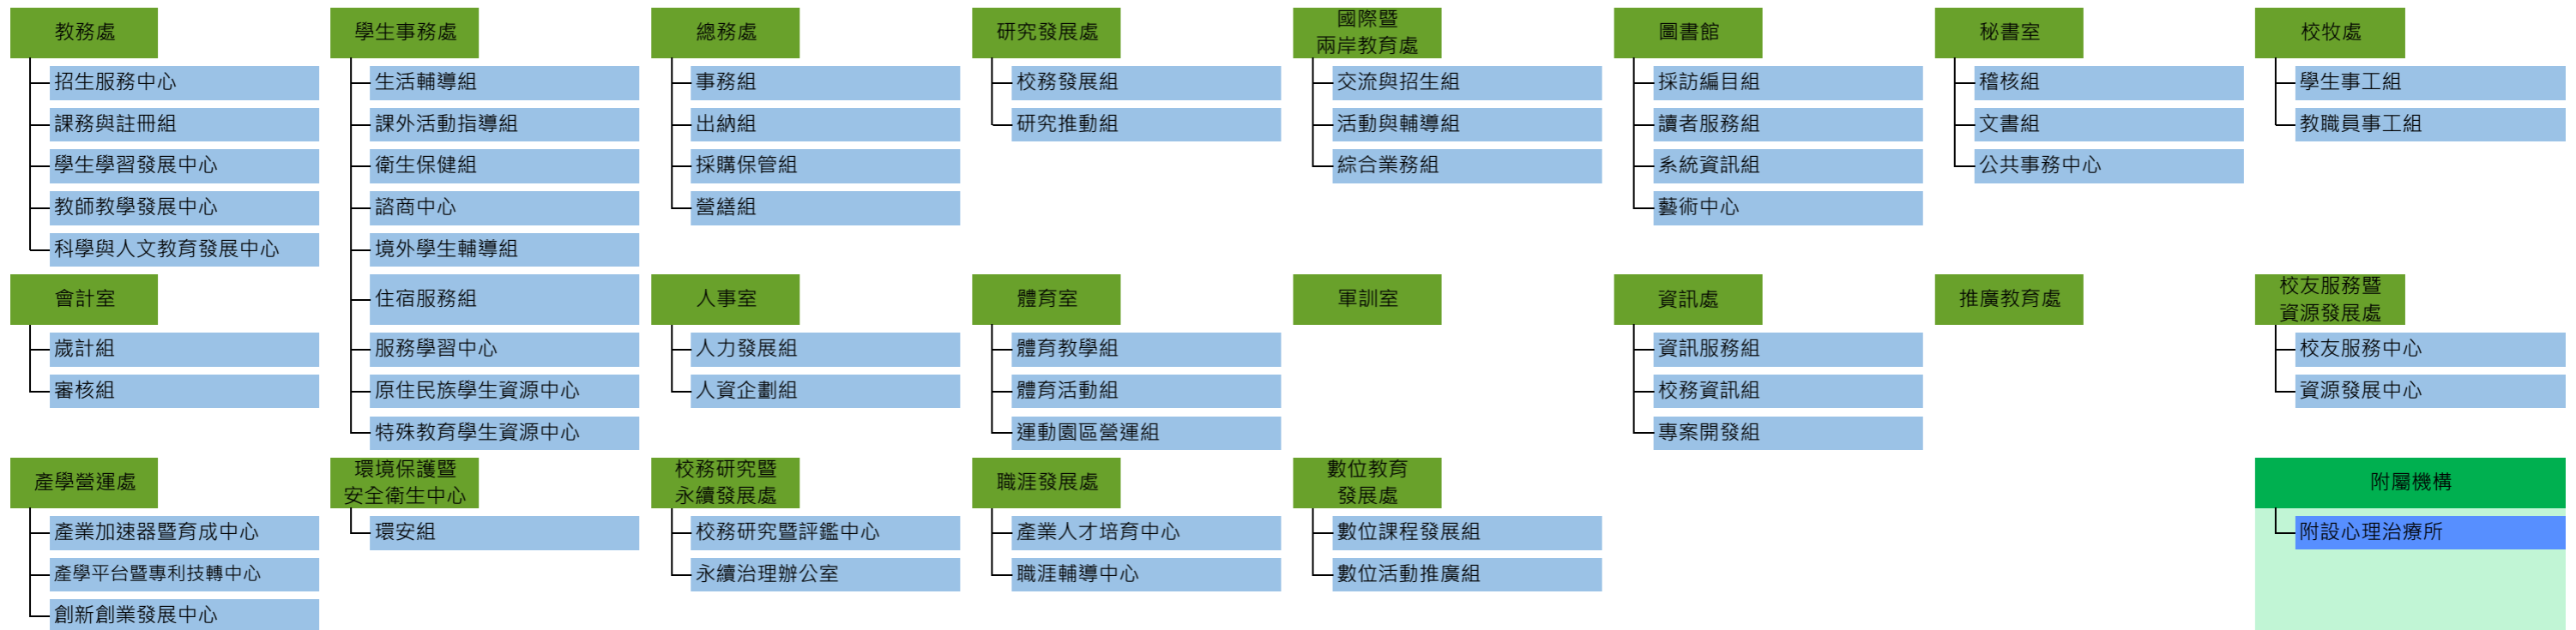 教務處
招生服務中心
課務與註冊組
學生學習發展中心
教師教學發展中心
科學與人文教育發展中心
學生事務處
生活輔導組
課外活動指導組
衛生保健組
諮商中心
境外學生輔導組
住宿服務組
服務學習中心
原住民族學生資源中心
特殊教育學生資源中心
總務處
事務組
出納組
採購保管組
營繕組
研究發展處
校務發展組
研究推動組
國際暨
兩岸教育處
交流與招生組
活動與輔導組
綜合業務組
圖書館
採訪編目組
讀者服務組
系統資訊組
藝術中心
秘書室
稽核組
文書組
公共事務中心
校牧處
學生事工組
教職員事工組
會計室
歲計組
審核組
人事室
人力發展組
人資企劃組
體育室
體育教學組
體育活動組
運動園區營運組
軍訓室
資訊處
資訊服務組
校務資訊組
專案開發組
推廣教育處
校友服務暨
資源發展處
校友服務中心
資源發展中心
產學營運處
產業加速器暨育成中心
產學平台暨專利技轉中心
創新創業發展中心
環境保護暨
安全衛生中心
環安組
校務研究暨
永續發展處
校務研究暨評鑑中心
永續治理辦公室
職涯發展處
產業人才培育中心
職涯輔導中心
數位教育
發展處
數位課程發展組
數位活動推廣組
附屬機構
附設心理治療所